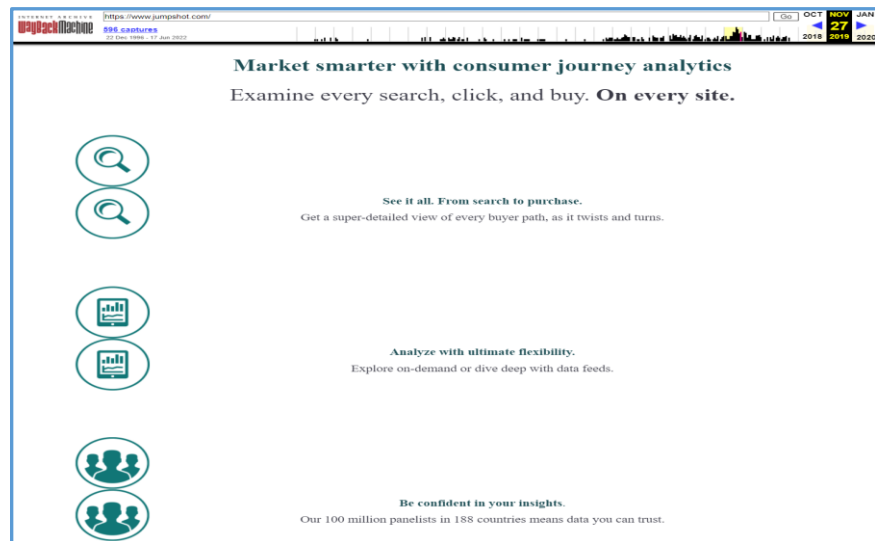 INTERNET ARCHIVE
WayBackMachine
https://www.jumpshot.com/
Go
596 captures
22 Dec 1996 - 17 Jun 2022
OCT NOV JAN
27
2018 2019 2020
Market smarter with consumer journey analytics
Examine every search, click, and buy. On every site.
See it all. From search to purchase.
Get a super-detailed view of every buyer path, as it twists and turns.
Analyze with ultimate flexibility.
Explore on-demand or dive deep with data feeds.
Be confident in your insights.
Our 100 million panelists in 188 countries means data you can trust.